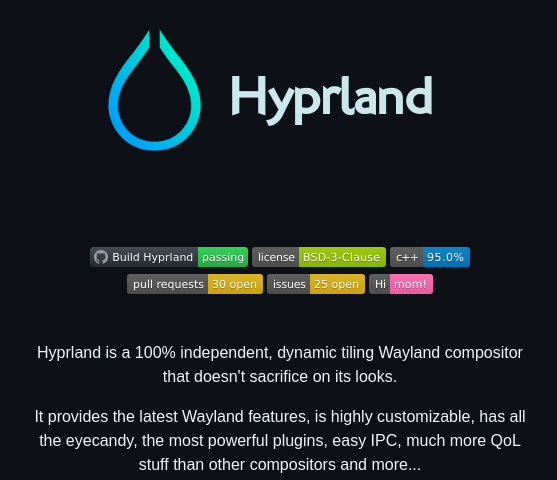 Hyprland
Build Hyprland passing license BSD-3-Clause c++ 95.0%
pull requests 30 open issues 25 open Hi mom!
Hyprland is a 100% independent, dynamic tiling Wayland compositor
that doesn't sacrifice on its looks.
It provides the latest Wayland features, is highly customizable, has all
the eyecandy, the most powerful plugins, easy IPC, much more QoL
stuff than other compositors and more...